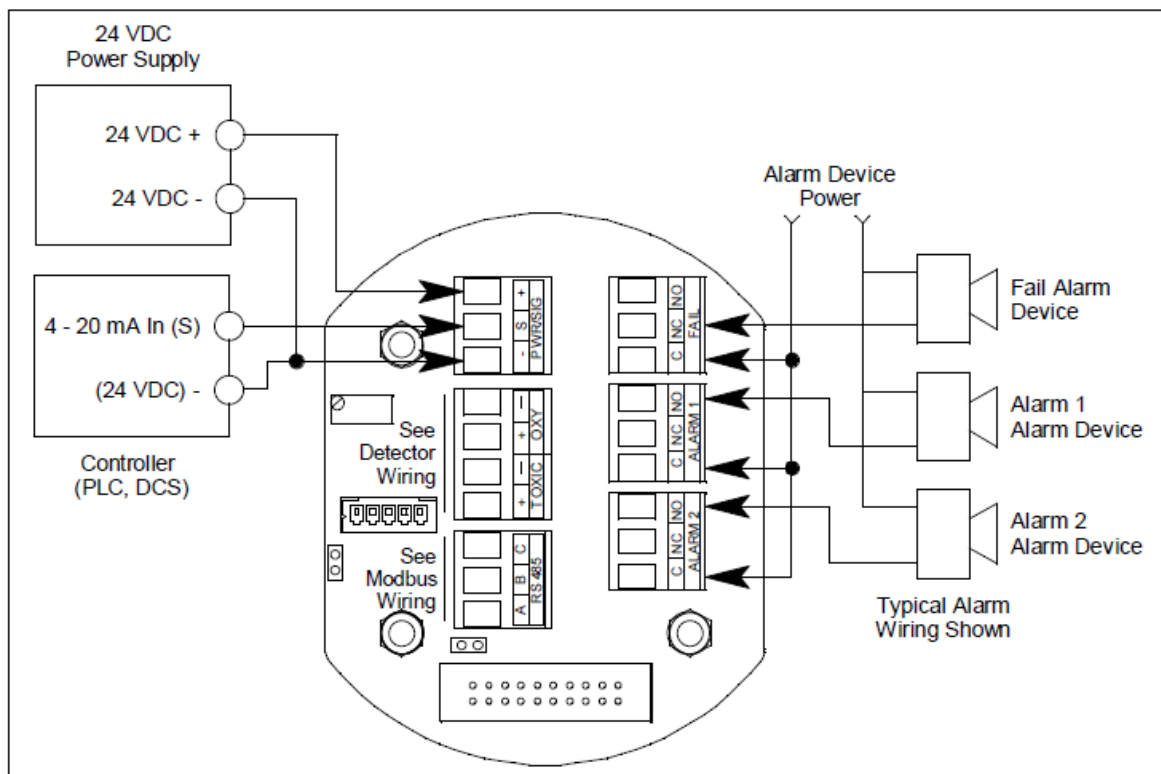 24 VDC
Power Supply
24 VDC +
24 VDC -
4 - 20 mA In (S)
(24 VDC) -
Controller
(PLC, DCS)
+
S
-
PWR/SIG
See
Detector
Wiring
—
+
OXY
—
+
TOXIC
See
Modbus
Wiring
C
B
A
RS 485
NO
NC
C
FAIL
NO
NC
C
ALARM 1
NO
NC
C
ALARM 2
Alarm Device
Power
Fail Alarm
Device
Alarm 1
Alarm Device
Alarm 2
Alarm Device
Typical Alarm
Wiring Shown